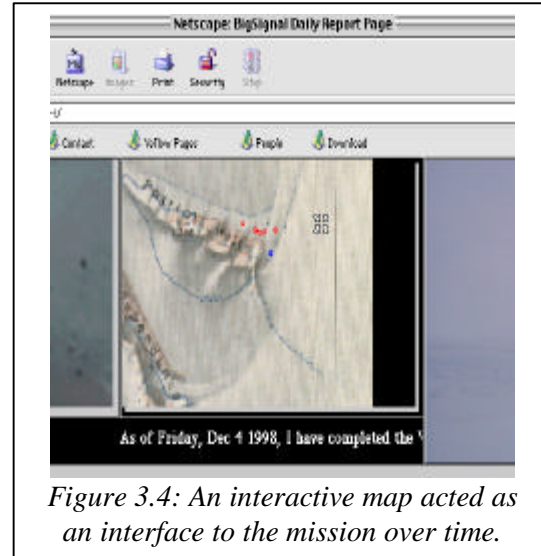 Netscape: BigSignal Daily Report Page
Netscape Images Print Security Stop
Contact Yellow Pages People Download
As of Friday, Dec 4 1998, I have completed the
Figure 3.4: An interactive map acted as
an interface to the mission over time.